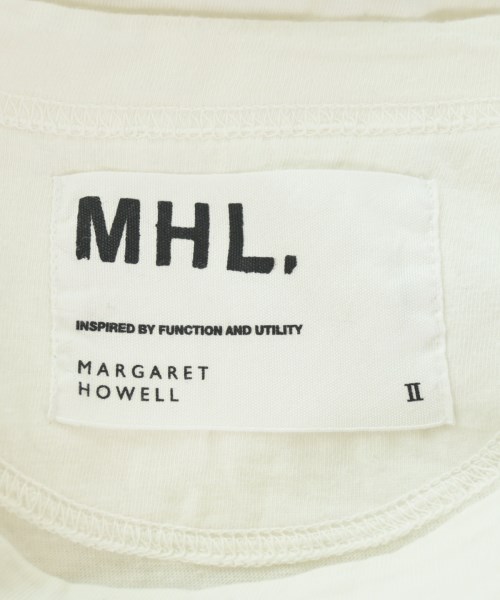 MHL.
INSPIRED BY FUNCTION AND UTILITY
MARGARET
HOWELL
II